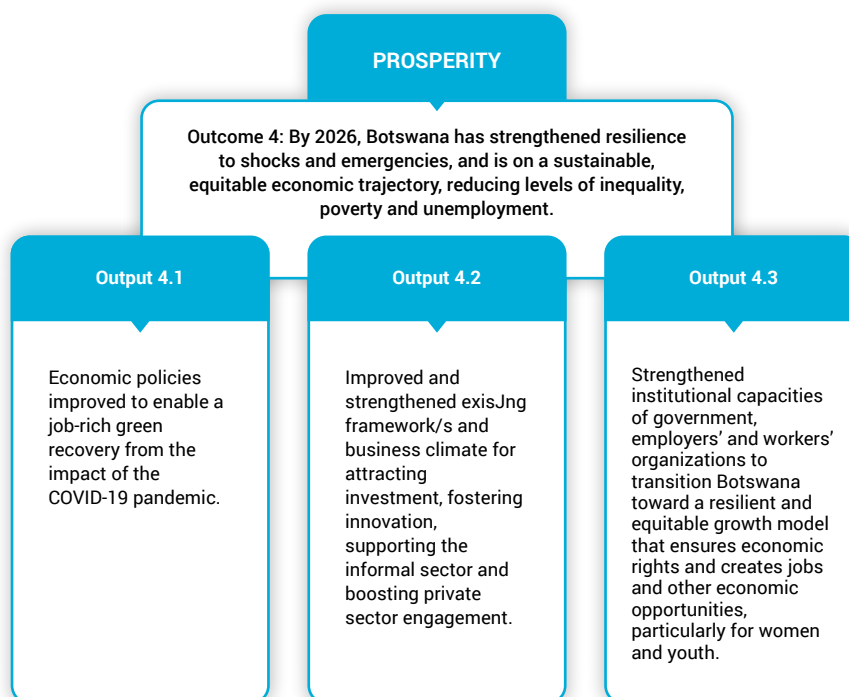 PROSPERITY
Outcome 4: By 2026, Botswana has strengthened resilience
to shocks and emergencies, and is on a sustainable,
equitable economic trajectory, reducing levels of inequality,
poverty and unemployment.
Output 4.1
Economic policies
improved to enable a
job-rich green
recovery from the
impact of the
COVID-19 pandemic.
Output 4.2
Improved and
strengthened exisJng
framework/s and
business climate for
attracting
investment, fostering
innovation,
supporting the
informal sector and
boosting private
sector engagement.
Output 4.3
Strengthened
institutional capacities
of government,
employers’ and workers’
organizations to
transition Botswana
toward a resilient and
equitable growth model
that ensures economic
rights and creates jobs
and other economic
opportunities,
particularly for women
and youth.